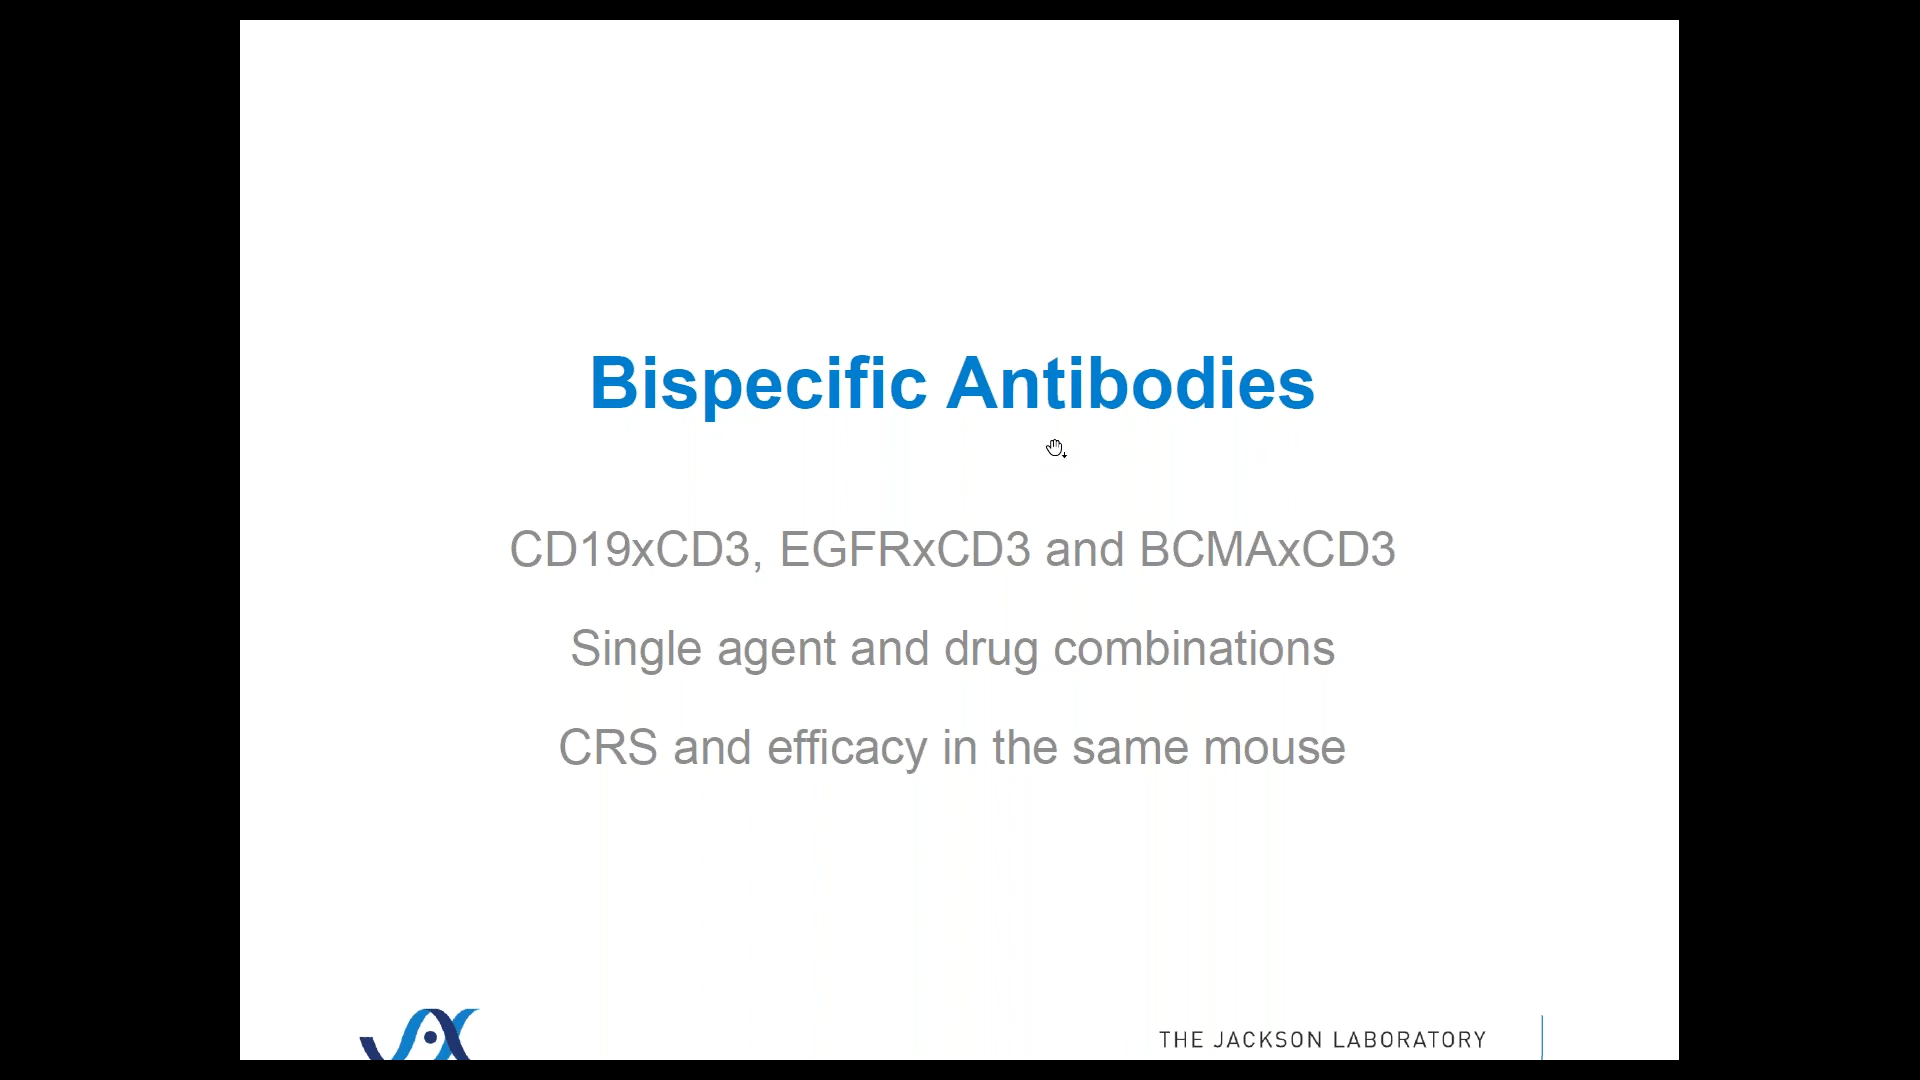 Bispecific Antibodies
CD19xCD3, EGFRxCD3 and BCMAxCD3
Single agent and drug combinations
CRS and efficacy in the same mouse
THE JACKSON LABORATORY